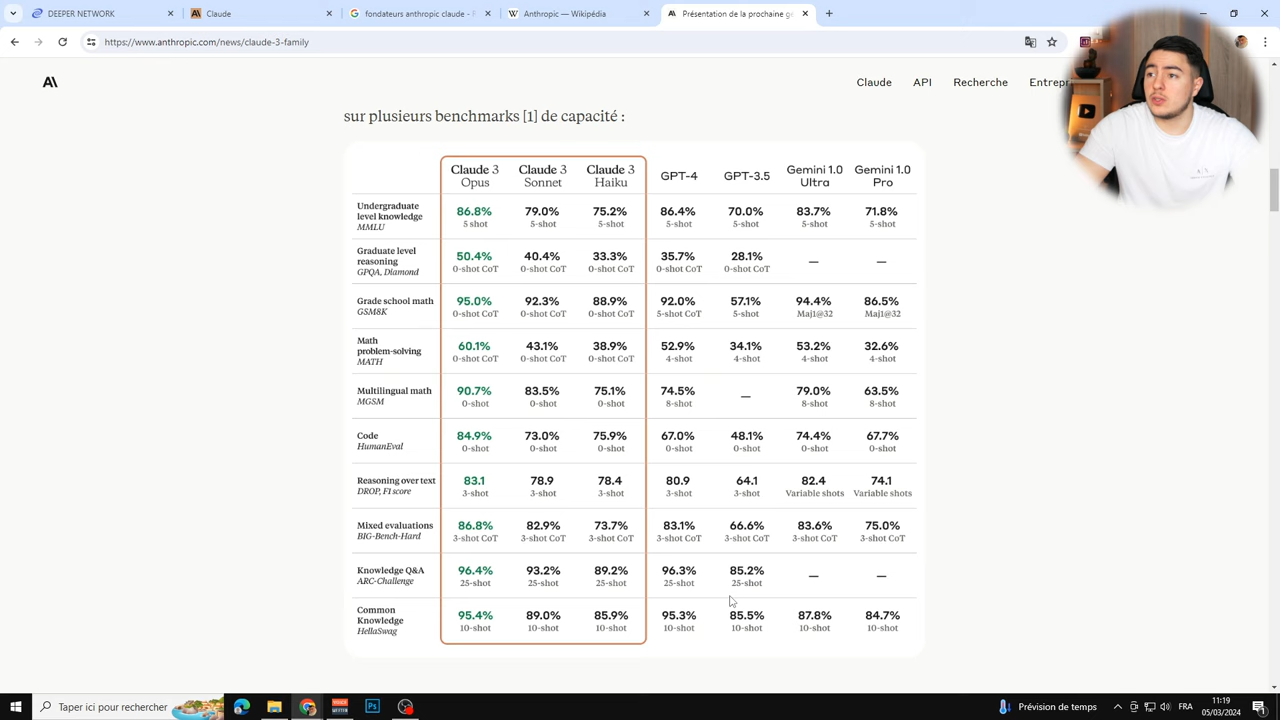 DEEPER NETWORK
Claude
fondateurs anthropic claude - R
Anthropic — Wikipédia
Présentation de la prochaine gé
https://www.anthropic.com/news/claude-3-family
A\
Claude
API
Recherche
Entrepr
sur plusieurs benchmarks [1] de capacité :
Claude 3 Opus
Claude 3 Sonnet
Claude 3 Haiku
GPT-4
GPT-3.5
Gemini 1.0 Ultra
Gemini 1.0 Pro
Undergraduate level knowledge MMLU
86.8% 79.0% 75.2% 86.4% 70.0% 83.7% 71.8%
5 shot 5-shot 5-shot 5-shot 5-shot 5-shot 5-shot
Graduate level reasoning GPQA, Diamond
50.4% 40.4% 33.3% 35.7% 28.1% — —
0-shot CoT 0-shot CoT 0-shot CoT 0-shot CoT 0-shot CoT
Grade school math GSM8K
95.0% 92.3% 88.9% 92.0% 57.1% 94.4% 86.5%
0-shot CoT 0-shot CoT 0-shot CoT 5-shot CoT 5-shot Maj1@32 Maj1@32
Math problem-solving MATH
60.1% 43.1% 38.9% 52.9% 34.1% 53.2% 32.6%
0-shot CoT 0-shot CoT 0-shot CoT 4-shot 4-shot 4-shot 4-shot
Multilingual math MGSM
90.7% 83.5% 75.1% 74.5% — 79.0% 63.5%
0-shot 0-shot 0-shot 8-shot 8-shot 8-shot
Code HumanEval
84.9% 73.0% 75.9% 67.0% 48.1% 74.4% 67.7%
0-shot 0-shot 0-shot 0-shot 0-shot 0-shot 0-shot
Reasoning over text DROP, F1 score
83.1 78.9 78.4 80.9 64.1 82.4 74.1
3-shot 3-shot 3-shot 3-shot 3-shot Variable shots Variable shots
Mixed evaluations BIG-Bench-Hard
86.8% 82.9% 73.7% 83.1% 66.6% 83.6% 75.0%
3-shot CoT 3-shot CoT 3-shot CoT 3-shot CoT 3-shot CoT 3-shot CoT 3-shot CoT
Knowledge Q&A ARC-Challenge
96.4% 93.2% 89.2% 96.3% 85.2% — —
25-shot 25-shot 25-shot 25-shot 25-shot
Common Knowledge HellaSwag
95.4% 89.0% 85.9% 95.3% 85.5% 87.8% 84.7%
10-shot 10-shot 10-shot 10-shot 10-shot 10-shot 10-shot
Taper ici pour rechercher
Ps
Prévision de temps
FRA
11:19
05/03/2024